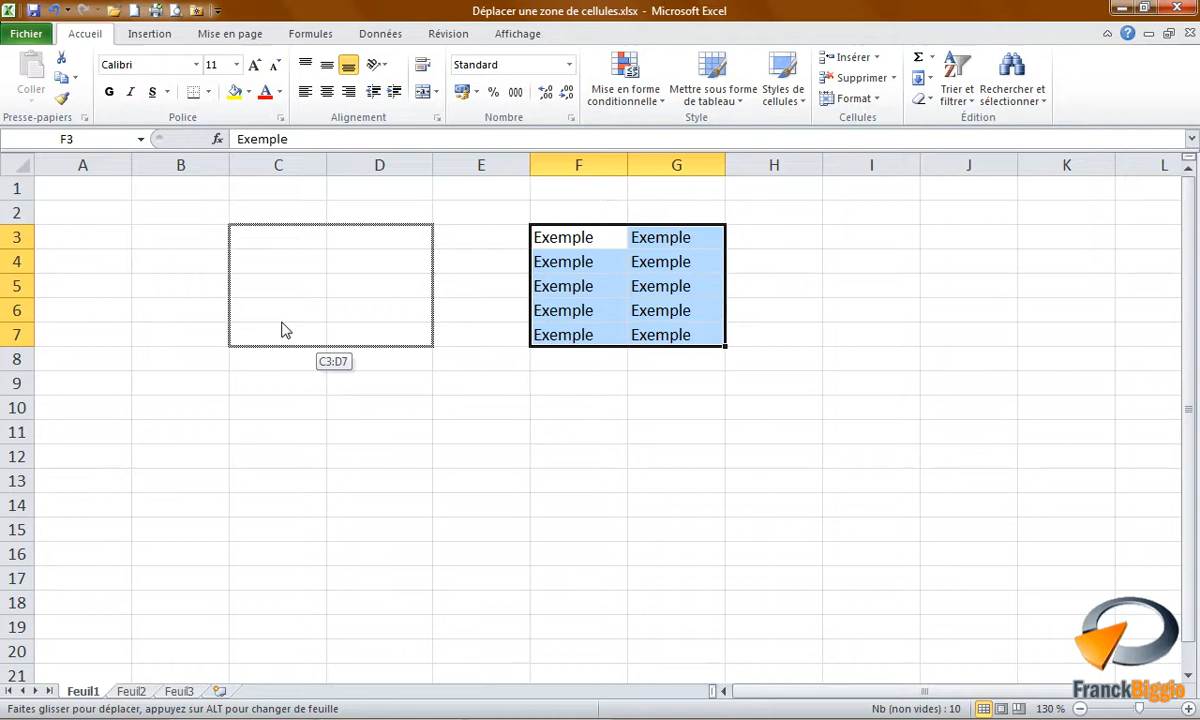 Déplacer une zone de cellules.xlsx - Microsoft Excel
Fichier Accueil Insertion Mise en page Formules Données Révision Affichage
Coller
Calibri 11
G I S
A
Standard
% 000
Mise en forme conditionnelle
Mettre sous forme de tableau
Styles de cellules
Insérer
Supprimer
Format
Σ
Trier et filtrer
Rechercher et sélectionner
Presse-papiers Police Alignement Nombre Style Cellules Édition
F3 fx Exemple
A B C D E F G H I J K L
1
2
3 Exemple Exemple
4 Exemple Exemple
5 Exemple Exemple
6 Exemple Exemple
7 Exemple Exemple
C3:D7
8
9
10
11
12
13
14
15
16
17
18
19
20
21
FranckBiggio
Feuil1 Feuil2 Feuil3
Faites glisser pour déplacer, appuyez sur ALT pour changer de feuille Nb (non vides) : 10 130 %